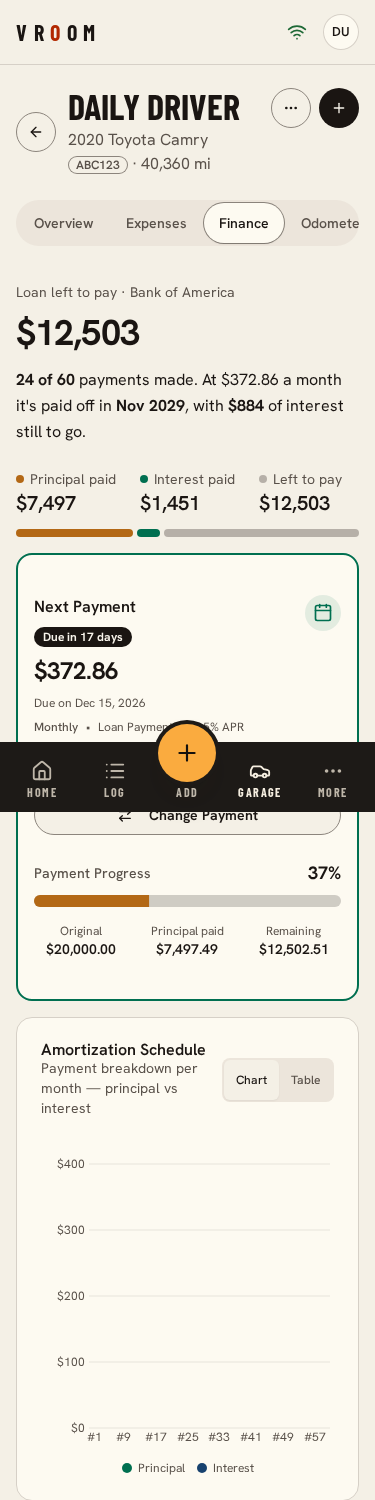 VROOM
DU
DAILY DRIVER
2020 Toyota Camry
ABC123 · 40,360 mi
Overview Expenses Finance Odomete
Loan left to pay · Bank of America
$12,503
24 of 60 payments made. At $372.86 a month
it's paid off in Nov 2029, with $884 of interest
still to go.
Principal paid Interest paid Left to pay
$7,497 $1,451 $12,503
Next Payment
Due in 17 days
$372.86
Due on Dec 15, 2026
Monthly • Loan Payment 5% APR
HOME LOG ADD GARAGE MORE
Change Payment
Payment Progress 37%
Original Principal paid Remaining
$20,000.00 $7,497.49 $12,502.51
Amortization Schedule
Payment breakdown per
month — principal vs
interest
Chart Table
$400
$300
$200
$100
$0
#1 #9 #17 #25 #33 #41 #49 #57
Principal Interest